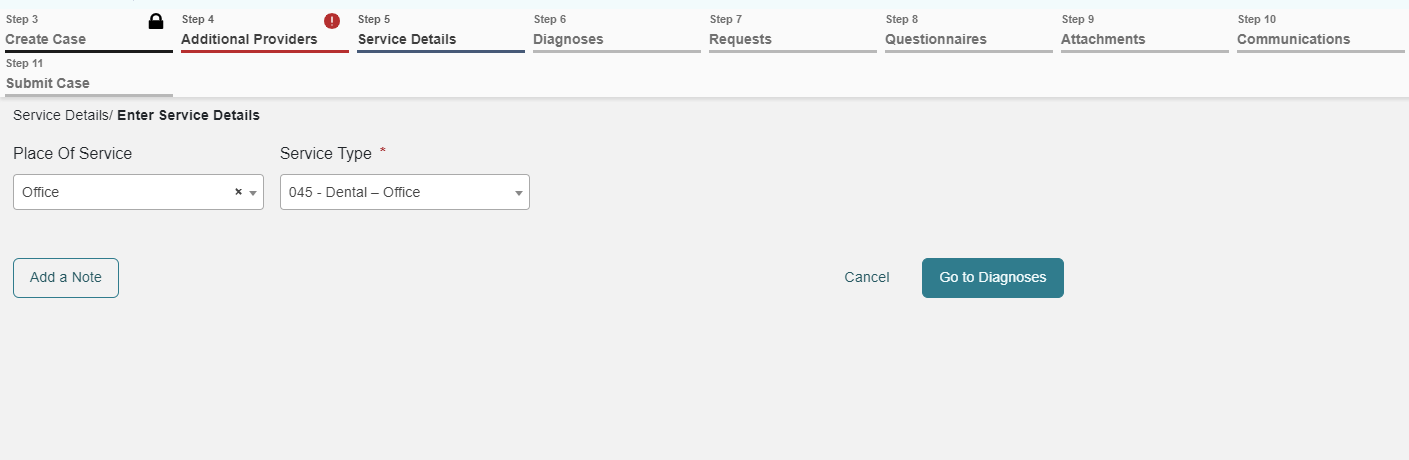 Step 3
Create Case
Step 4
Additional Providers
Step 5
Service Details
Step 6
Diagnoses
Step 7
Requests
Step 8
Questionnaires
Step 9
Attachments
Step 10
Communications
Step 11
Submit Case
Service Details/ Enter Service Details
Place Of Service
Service Type *
Office
045 - Dental – Office
Add a Note
Cancel
Go to Diagnoses